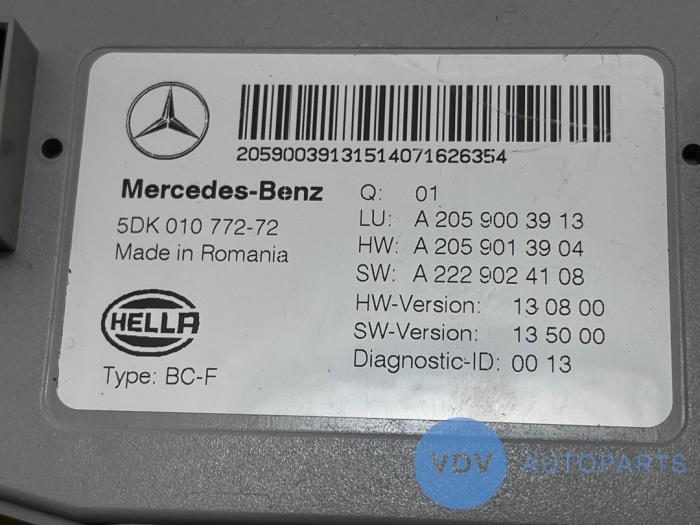 20590039131514071626354
Mercedes-Benz
5DK 010 772-72
Made in Romania
HELLA
Type: BC-F
Q: 01
LU: A 205 900 39 13
HW: A 205 901 39 04
SW: A 222 902 41 08
HW-Version: 13 08 00
SW-Version: 13 50 00
Diagnostic-ID: 00 13
VDV AUTOPARTS